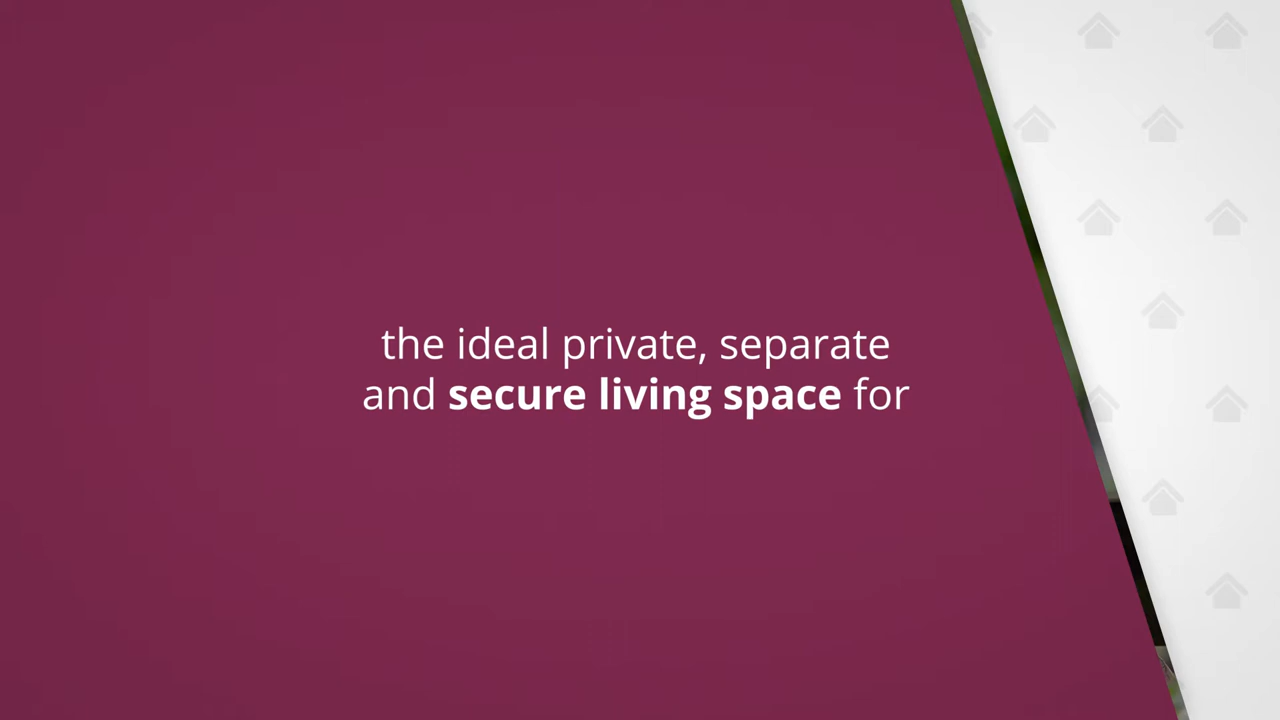 the ideal private, separate
and secure living space for